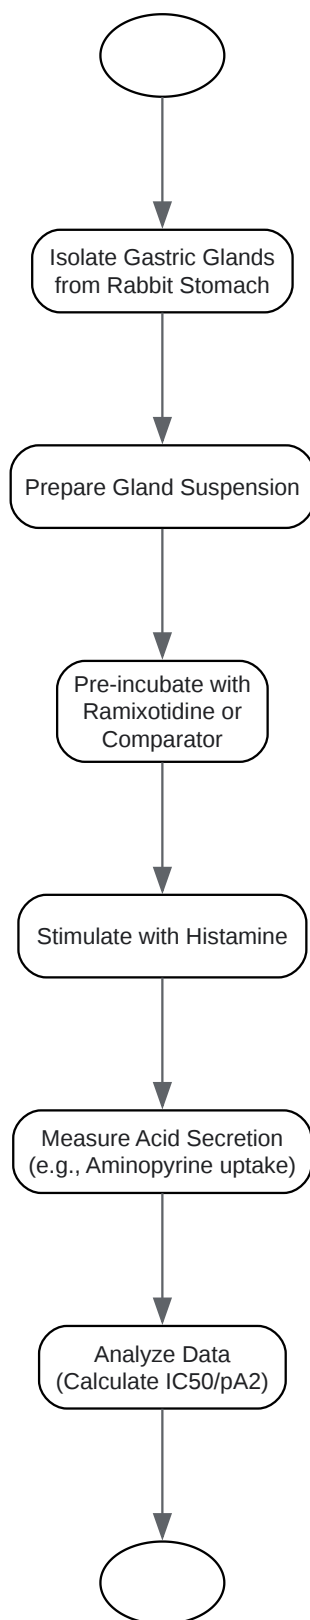 Isolate Gastric Glands
from Rabbit Stomach
Prepare Gland Suspension
Pre-incubate with
Ramixotidine or
Comparator
Stimulate with Histamine
Measure Acid Secretion
(e.g., Aminopyrine uptake)
Analyze Data
(Calculate IC50/pA2)